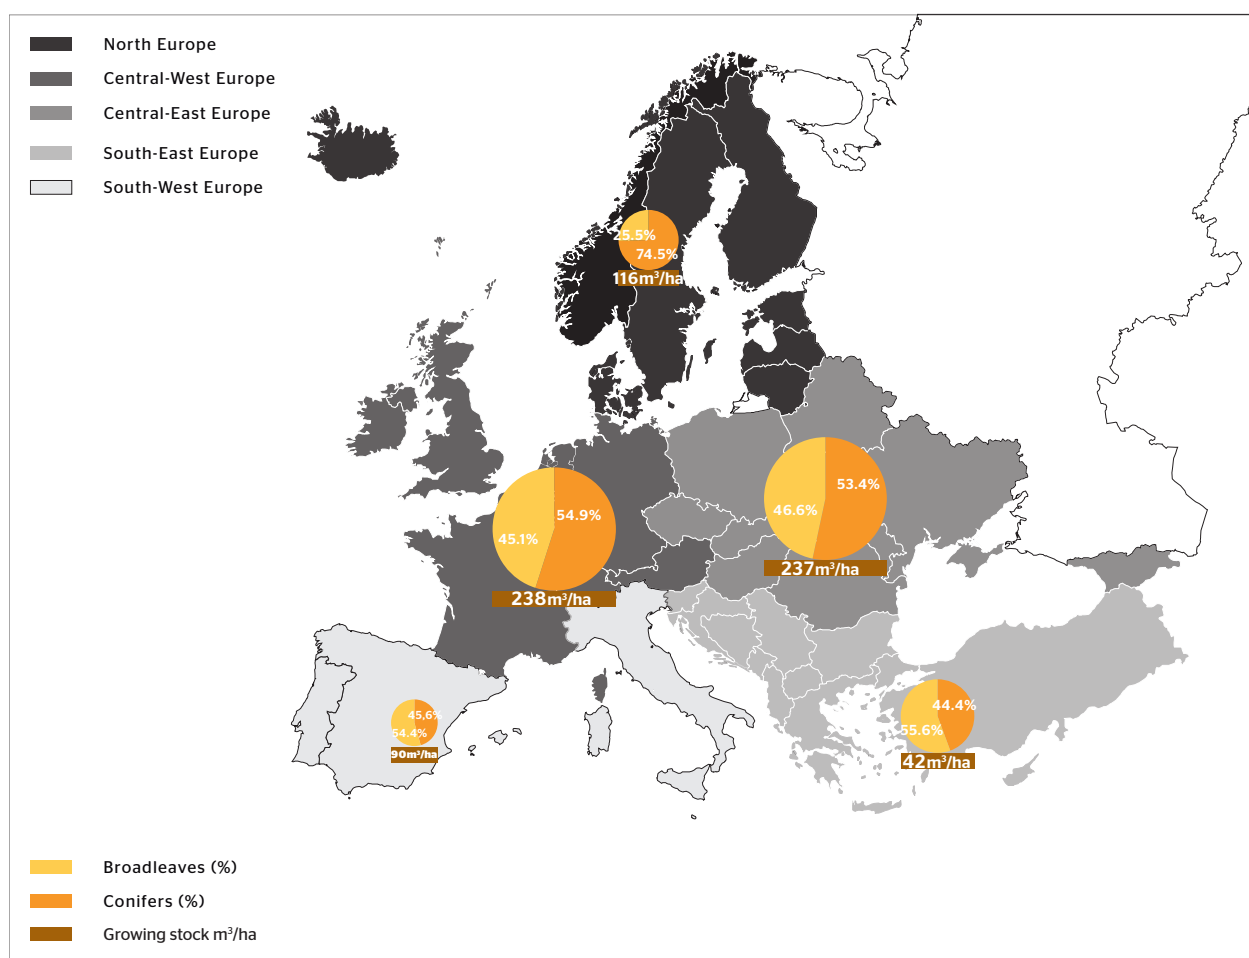 North Europe
Central-West Europe
Central-East Europe
South-East Europe
South-West Europe
25.5%
74.5%
116m³/ha
53.4%
46.6%
237m³/ha
54.9%
45.1%
238m³/ha
45,6%
54.4%
90m³/ha
44.4%
55.6%
42m³/ha
Broadleaves (%)
Conifers (%)
Growing stock m³/ha